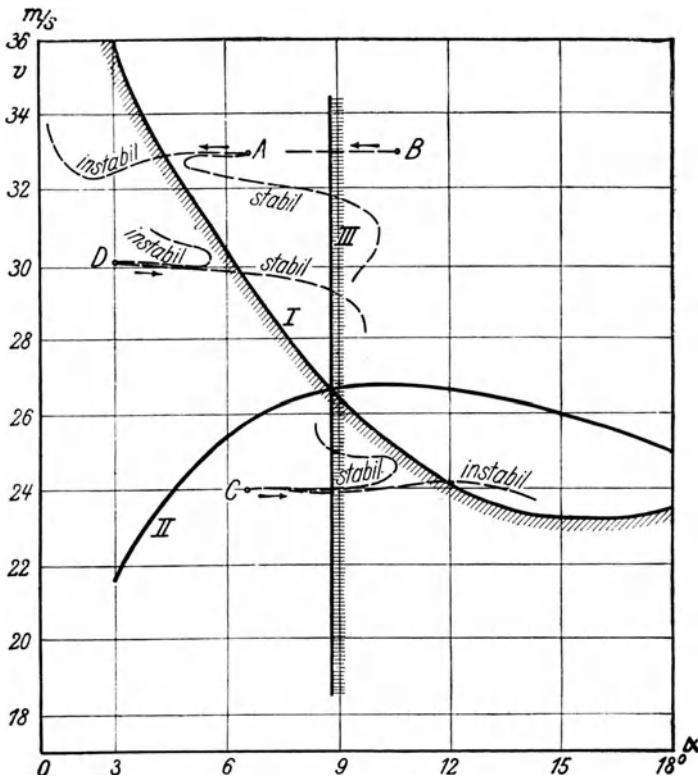 m/s
36
v
34
32
30
28
26
24
22
20
18
17
0
3
6
9
12
15
18°
α
instabil
A
B
stabil
III
D
instabil
stabil
I
II
C
stabil
instabil